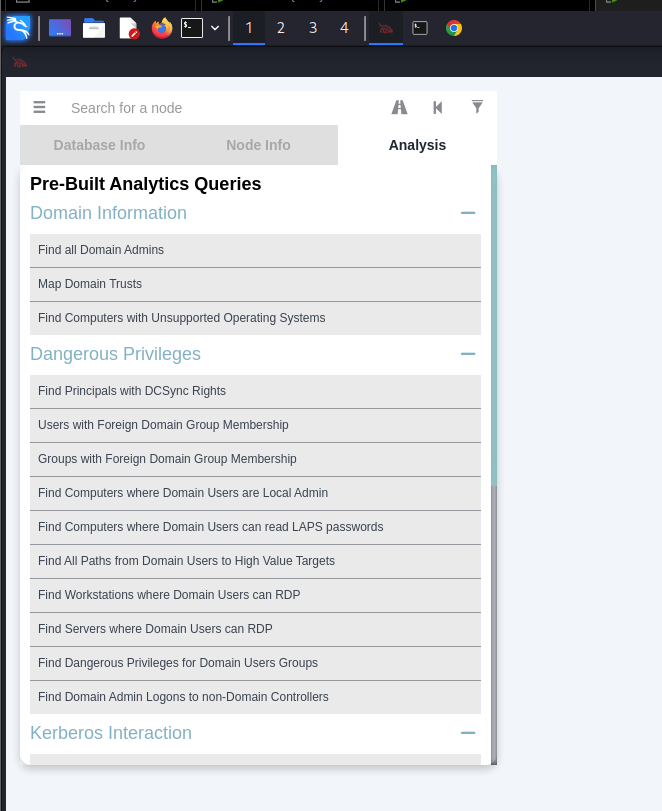 1 2 3 4
Search for a node
Database Info Node Info Analysis
Pre-Built Analytics Queries
Domain Information
Find all Domain Admins
Map Domain Trusts
Find Computers with Unsupported Operating Systems
Dangerous Privileges
Find Principals with DCSync Rights
Users with Foreign Domain Group Membership
Groups with Foreign Domain Group Membership
Find Computers where Domain Users are Local Admin
Find Computers where Domain Users can read LAPS passwords
Find All Paths from Domain Users to High Value Targets
Find Workstations where Domain Users can RDP
Find Servers where Domain Users can RDP
Find Dangerous Privileges for Domain Users Groups
Find Domain Admin Logons to non-Domain Controllers
Kerberos Interaction